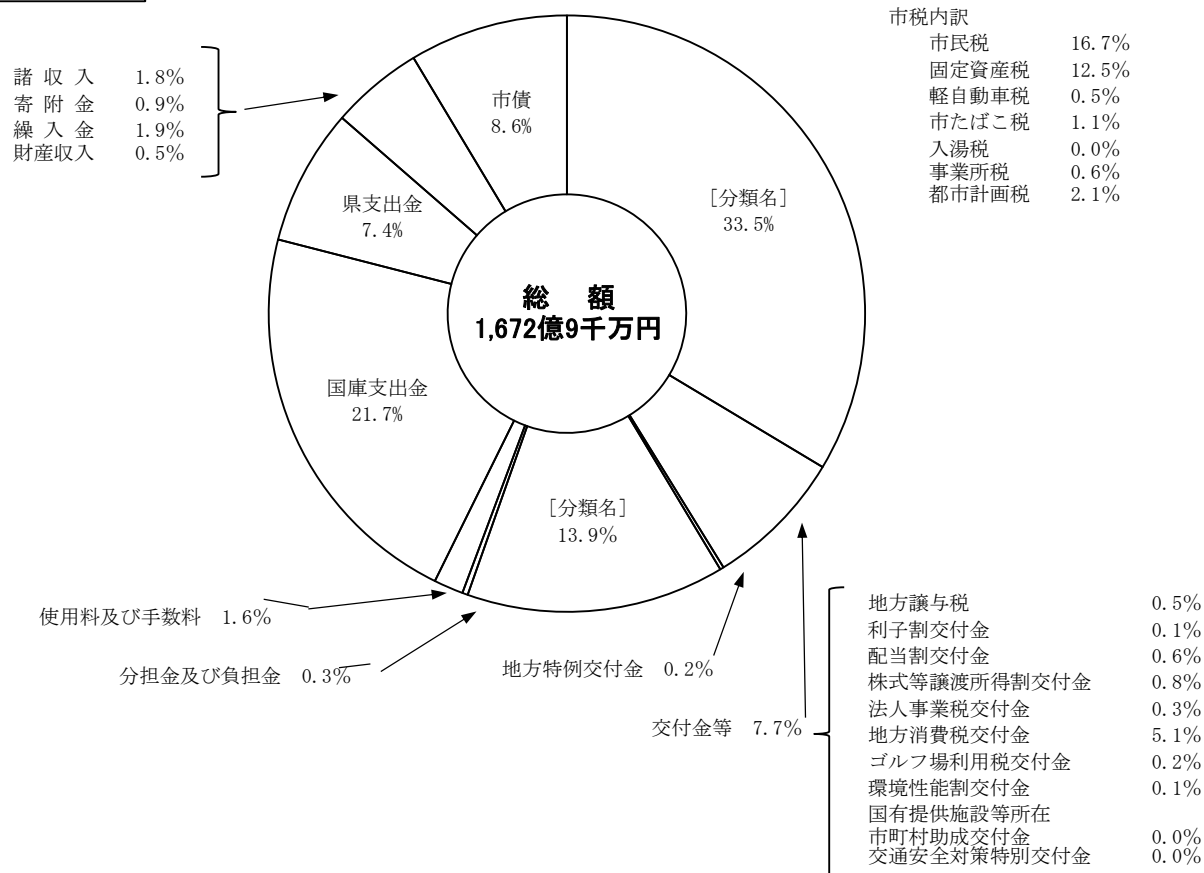 市税内訳
市民税 16.7%
固定資産税 12.5%
軽自動車税 0.5%
市たばこ税 1.1%
入湯税 0.0%
事業所税 0.6%
都市計画税 2.1%
諸収入 1.8%
寄附金 0.9%
繰入金 1.9%
財産収入 0.5%
市債
8.6%
[分類名]
33.5%
県支出金
7.4%
総額
1,672億9千万円
国庫支出金
21.7%
[分類名]
13.9%
使用料及び手数料 1.6%
分担金及び負担金 0.3%
地方特例交付金 0.2%
交付金等 7.7%
地方譲与税 0.5%
利子割交付金 0.1%
配当割交付金 0.6%
株式等譲渡所得割交付金 0.8%
法人事業税交付金 0.3%
地方消費税交付金 5.1%
ゴルフ場利用税交付金 0.2%
環境性能割交付金 0.1%
国有提供施設等所在
市町村助成交付金 0.0%
交通安全対策特別交付金 0.0%